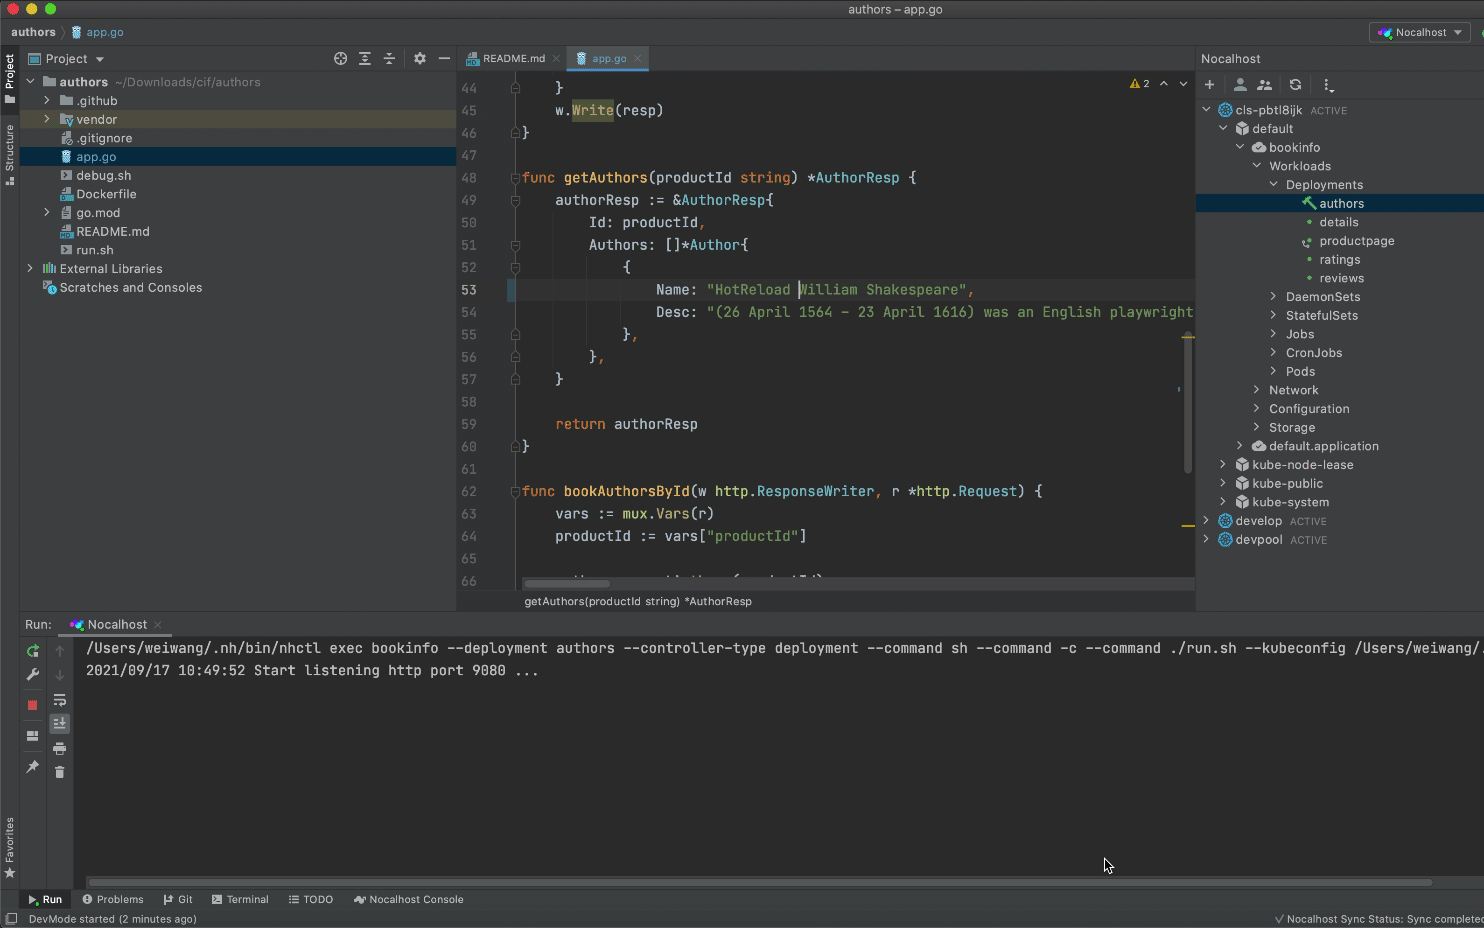 authors – app.go
authors
app.go
Nocalhost
Project
README.md
app.go
Nocalhost
Project
Structure
Favorites
authors ~/Downloads/cif/authors
.github
vendor
.gitignore
app.go
debug.sh
Dockerfile
go.mod
README.md
run.sh
External Libraries
Scratches and Consoles
2
44 }
45 w.Write(resp)
46 }
47
48 func getAuthors(productId string) *AuthorResp {
49 authorResp := &AuthorResp{
50 Id: productId,
51 Authors: []*Author{
52 {
53 Name: "HotReload William Shakespeare",
54 Desc: "(26 April 1564 – 23 April 1616) was an English playwright
55 },
56 },
57 }
58
59 return authorResp
60 }
61
62 func bookAuthorsById(w http.ResponseWriter, r *http.Request) {
63 vars := mux.Vars(r)
64 productId := vars["productId"]
65
66
getAuthors(productId string) *AuthorResp
cls-pbtl8ijk ACTIVE
default
bookinfo
Workloads
Deployments
authors
details
productpage
ratings
reviews
DaemonSets
StatefulSets
Jobs
CronJobs
Pods
Network
Configuration
Storage
default.application
kube-node-lease
kube-public
kube-system
develop ACTIVE
devpool ACTIVE
Run: Nocalhost
/Users/weiwang/.nh/bin/nhctl exec bookinfo --deployment authors --controller-type deployment --command sh --command -c --command ./run.sh --kubeconfig /Users/weiwang/.
2021/09/17 10:49:52 Start listening http port 9080 ...
Run Problems Git Terminal TODO Nocalhost Console
DevMode started (2 minutes ago)
Nocalhost Sync Status: Sync completed